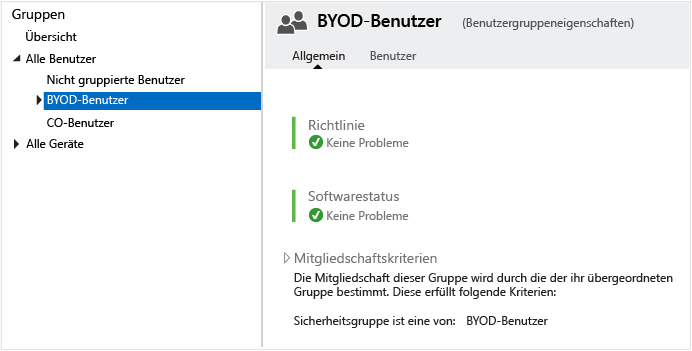 Gruppen
Übersicht
Alle Benutzer
Nicht gruppierte Benutzer
BYOD-Benutzer
CO-Benutzer
Alle Geräte
BYOD-Benutzer (Benutzergruppeneigenschaften)
Allgemein Benutzer
Richtlinie
Keine Probleme
Softwarestatus
Keine Probleme
Mitgliedschaftskriterien
Die Mitgliedschaft dieser Gruppe wird durch die der ihr übergeordneten
Gruppe bestimmt. Diese erfüllt folgende Kriterien:
Sicherheitsgruppe ist eine von: BYOD-Benutzer